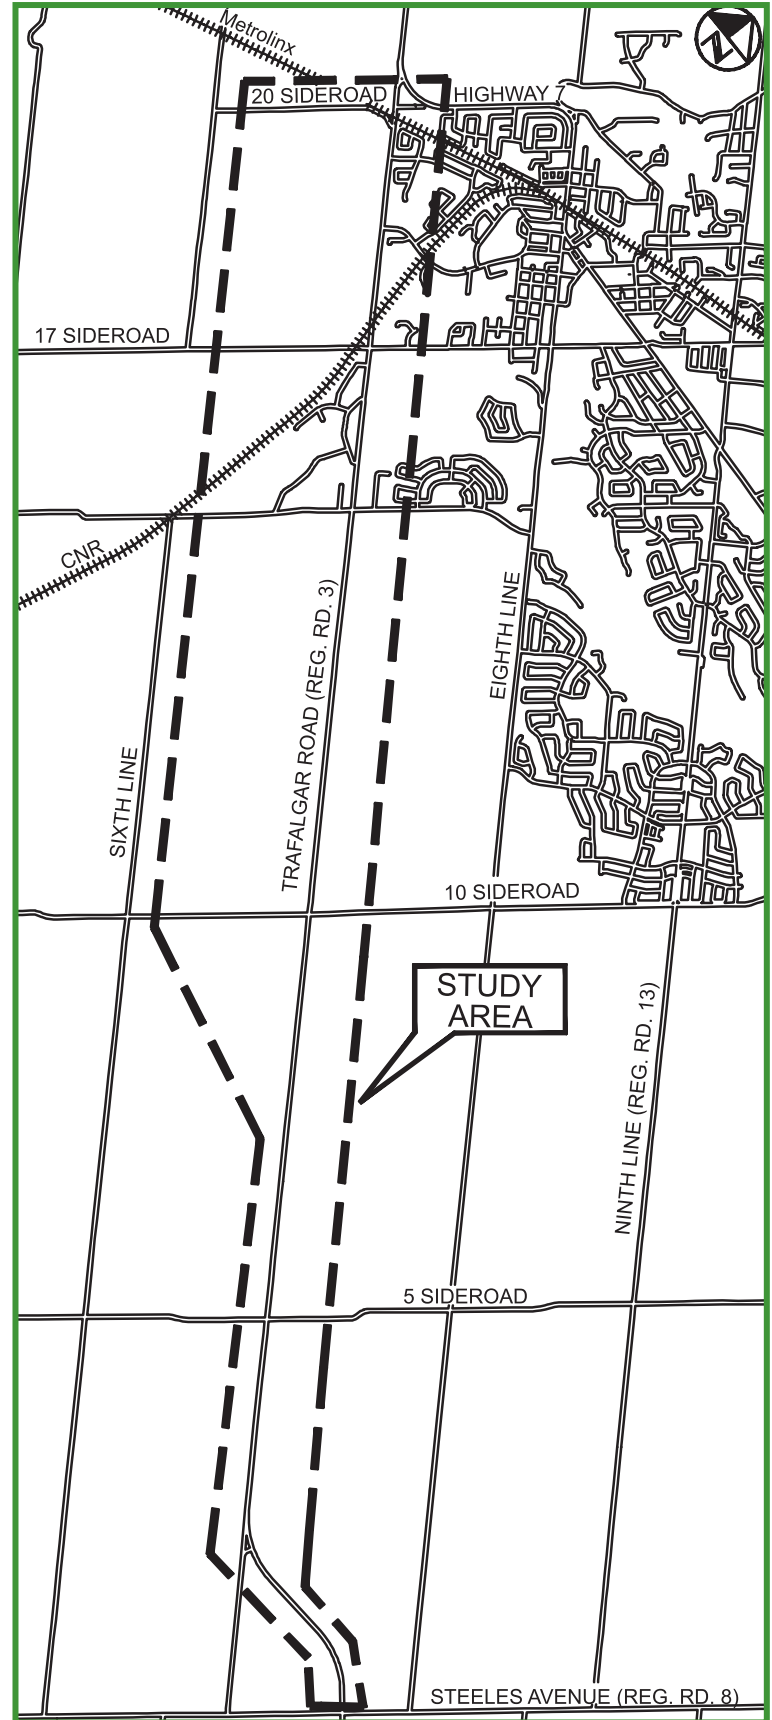 Metrolinx
20 SIDEROAD
HIGHWAY 7
N
17 SIDEROAD
CNR
TRAFALGAR ROAD (REG. RD. 3)
EIGHTH LINE
SIXTH LINE
10 SIDEROAD
STUDY
AREA
NINTH LINE (REG. RD. 13)
5 SIDEROAD
STEELES AVENUE (REG. RD. 8)